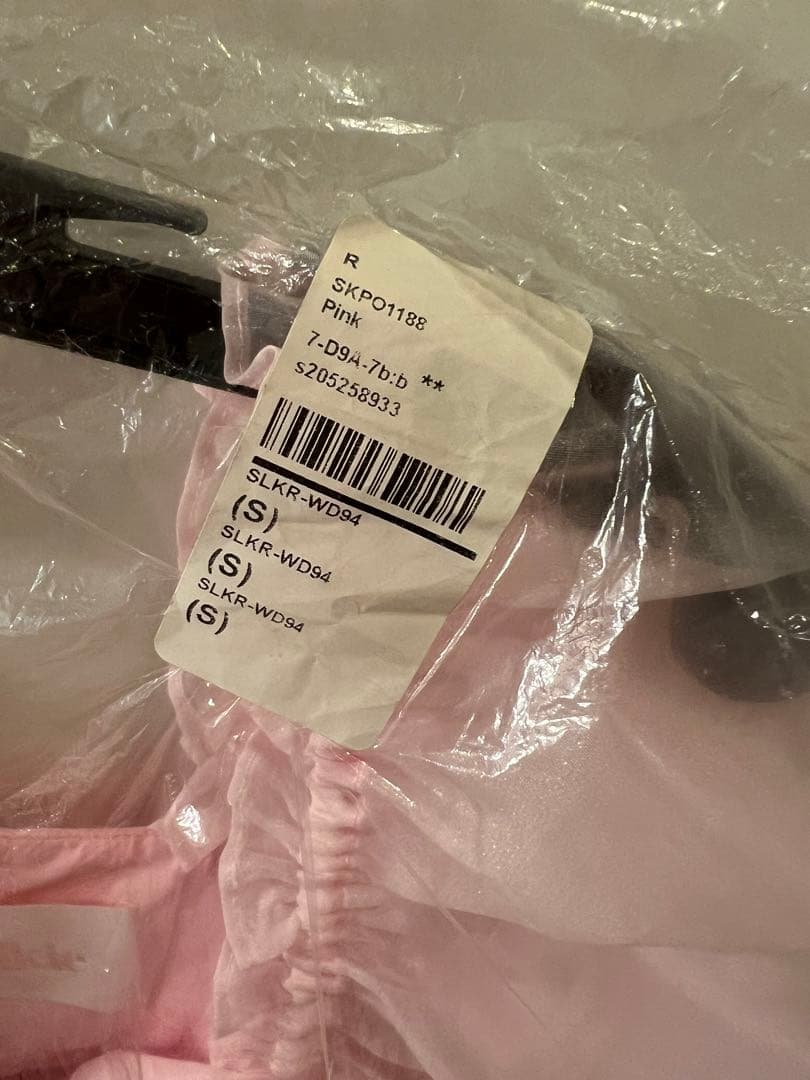 R
SKPO1188
Pink
7-D9A-7b:b **
s205258933
SLKR-WD94
(S)
SLKR-WD94
(S)
SLKR-WD94
(S)